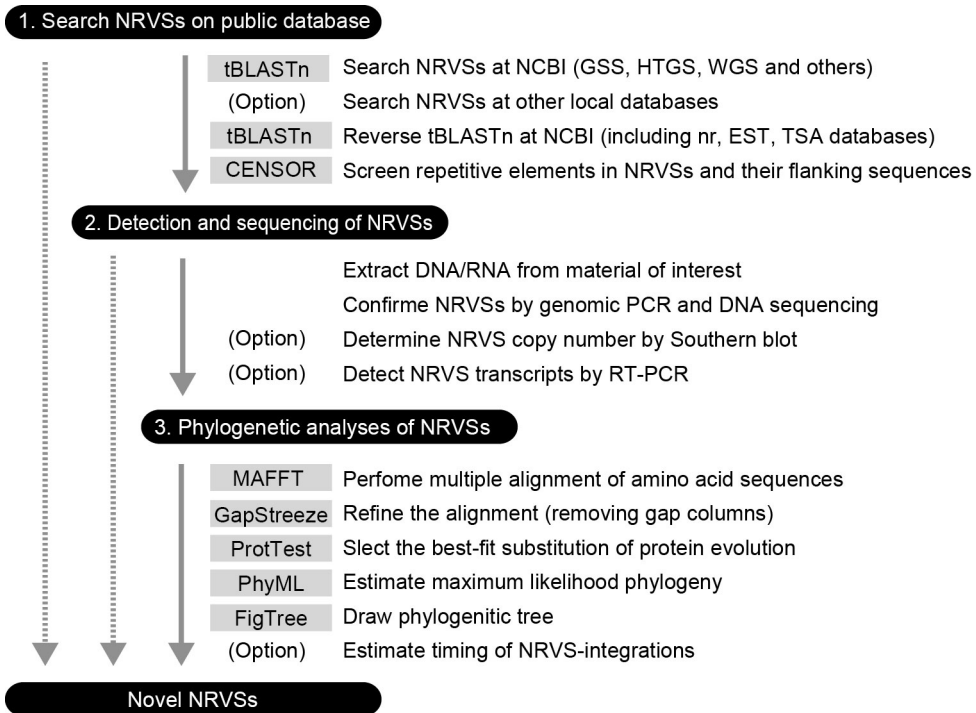 1. Search NRVSs on public database
tBLASTn Search NRVSs at NCBI (GSS, HTGS, WGS and others)
(Option) Search NRVSs at other local databases
tBLASTn Reverse tBLASTn at NCBI (including nr, EST, TSA databases)
CENSOR Screen repetitive elements in NRVSs and their flanking sequences
2. Detection and sequencing of NRVSs
Extract DNA/RNA from material of interest
Confirme NRVSs by genomic PCR and DNA sequencing
(Option) Determine NRVS copy number by Southern blot
(Option) Detect NRVS transcripts by RT-PCR
3. Phylogenetic analyses of NRVSs
MAFFT Perfome multiple alignment of amino acid sequences
GapStreeze Refine the alignment (removing gap columns)
ProtTest Slect the best-fit substitution of protein evolution
PhyML Estimate maximum likelihood phylogeny
FigTree Draw phylogenitic tree
(Option) Estimate timing of NRVS-integrations
Novel NRVSs